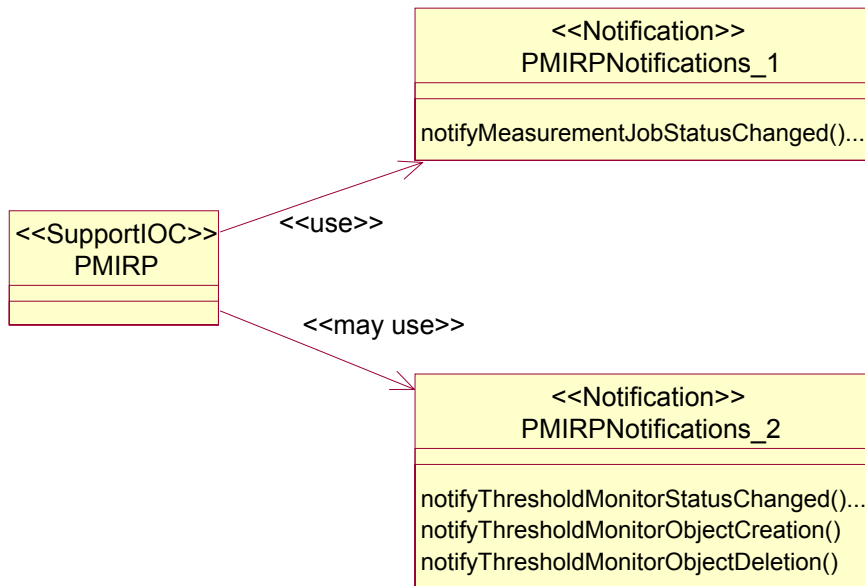 <<Notification>>
PMIRPNotifications_1
notifyMeasurementJobStatusChanged()...
<<use>>
<<SupportIOC>>
PMIRP
<<may use>>
<<Notification>>
PMIRPNotifications_2
notifyThresholdMonitorStatusChanged()...
notifyThresholdMonitorObjectCreation()
notifyThresholdMonitorObjectDeletion()